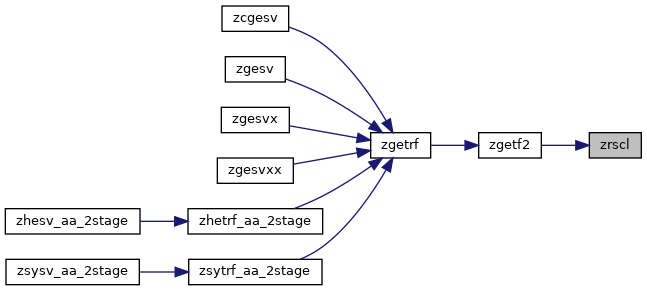 zcgesv
zgesv
zgesvx
zgetrf
zgetf2
zrscl
zgesvxx
zhesv_aa_2stage
zhetrf_aa_2stage
zsysv_aa_2stage
zsytrf_aa_2stage